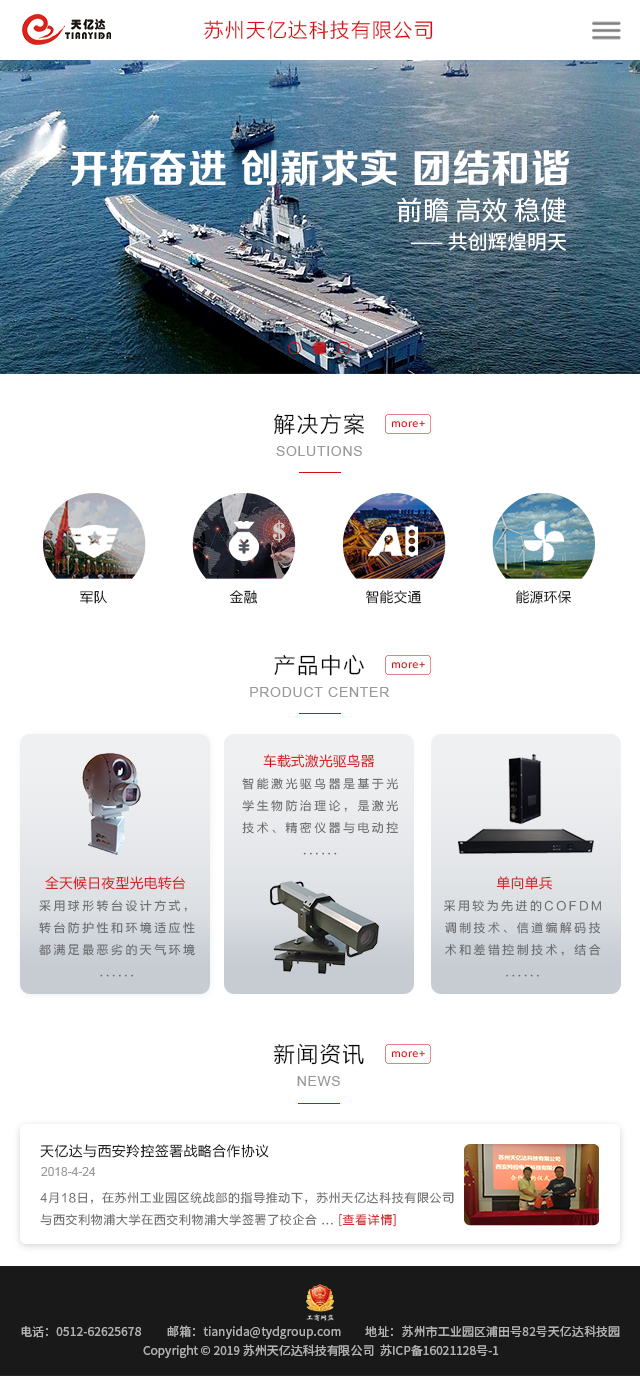 天亿达
TIANYIDA
苏州天亿达科技有限公司
开拓奋进 创新求实 团结和谐
前瞻 高效 稳健
—— 共创辉煌明天
解决方案
more+
SOLUTIONS
军队
金融
智能交通
能源环保
产品中心
more+
PRODUCT CENTER
全天候日夜型光电转台
采用球形转台设计方式，
转台防护性和环境适应性
都满足最恶劣的天气环境
......
车载式激光驱鸟器
智能激光驱鸟器是基于光
学生物防治理论，是激光
技术、精密仪器与电动控
......
单向单兵
采用较为先进的COFDM
调制技术、信道编解码技
术和差错控制技术，结合
......
新闻资讯
more+
NEWS
天亿达与西安羚控签署战略合作协议
2018-4-24
4月18日，在苏州工业园区统战部的指导推动下，苏州天亿达科技有限公司
与西交利物浦大学在西交利物浦大学签署了校企合 ... [查看详情]
苏州天亿达科技有限公司
工商网监
电话：0512-62625678 邮箱：tianyida@tydgroup.com 地址：苏州市工业园区浦田号82号天亿达科技园
Copyright © 2019 苏州天亿达科技有限公司 苏ICP备16021128号-1